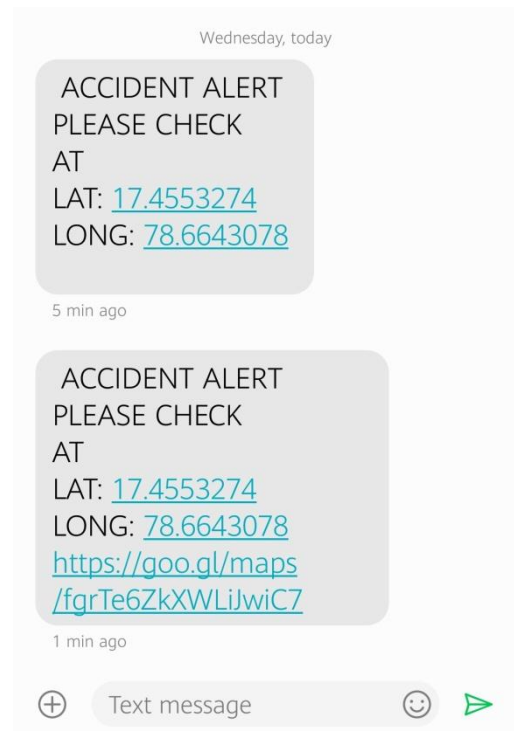 Wednesday, today
ACCIDENT ALERT
PLEASE CHECK
AT
LAT: 17.4553274
LONG: 78.6643078
5 min ago
ACCIDENT ALERT
PLEASE CHECK
AT
LAT: 17.4553274
LONG: 78.6643078
https://goo.gl/maps
/fgrTe6ZkXWLiJwiC7
1 min ago
Text message